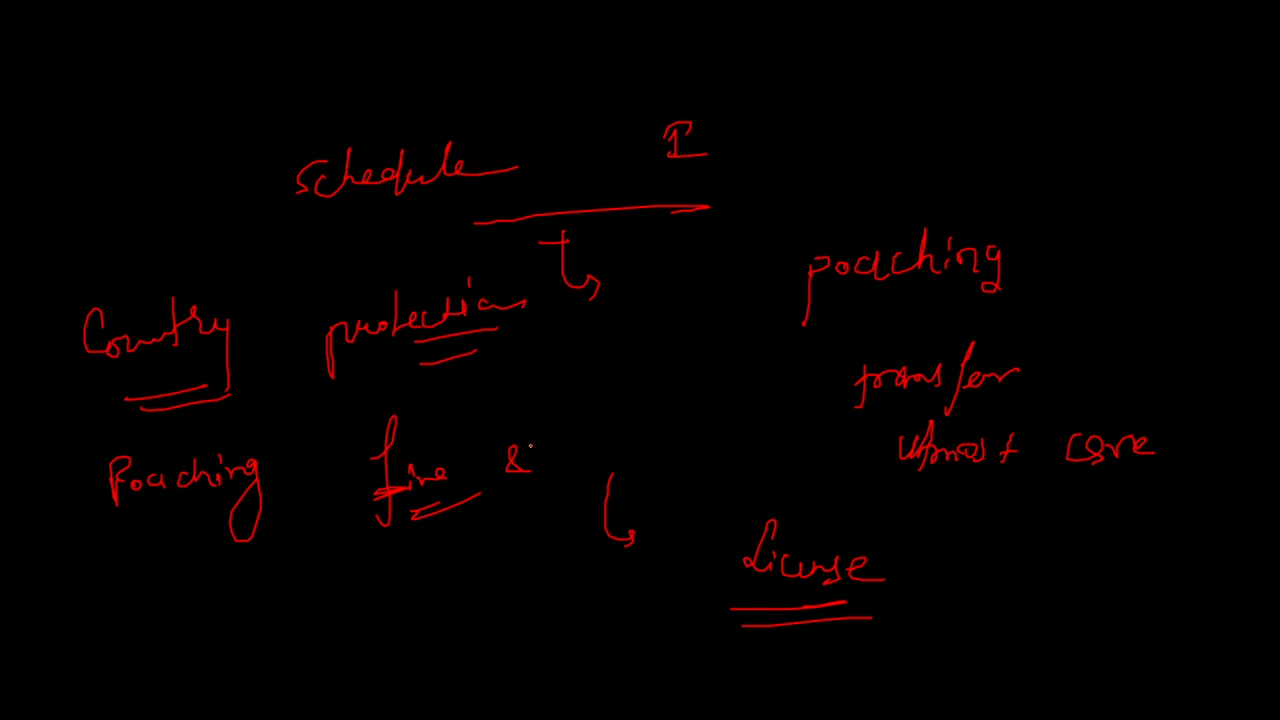 schedule I
poaching
Country protection
transfer
utmost care
Poaching fine &
License